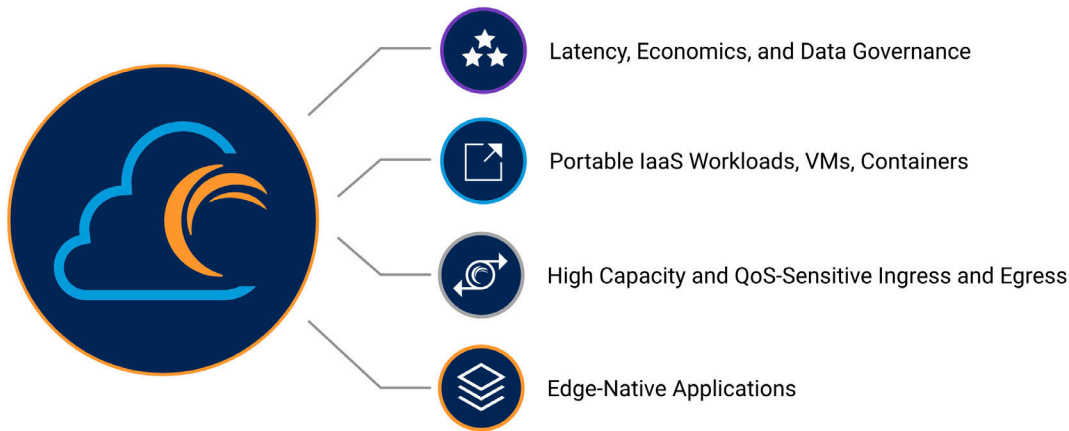 Latency, Economics, and Data Governance
Portable IaaS Workloads, VMs, Containers
High Capacity and QoS-Sensitive Ingress and Egress
Edge-Native Applications